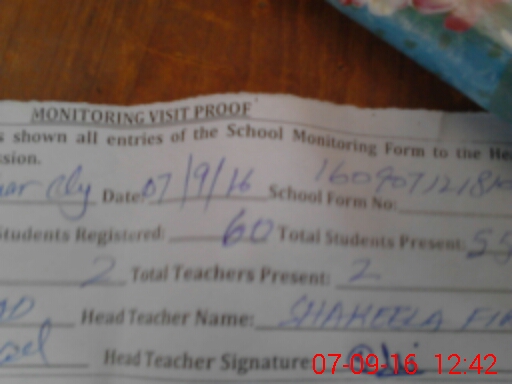 MONITORING VISIT PROOF
s shown all entries of the School Monitoring Form to the He
ssion.
Date 07/9/16 School Form No:
Students Registered: 60 Total Students Present: 55
2 Total Teachers Present: 2
Head Teacher Name: SHAHEELA
Head Teacher Signature:
07-09-16 12:42